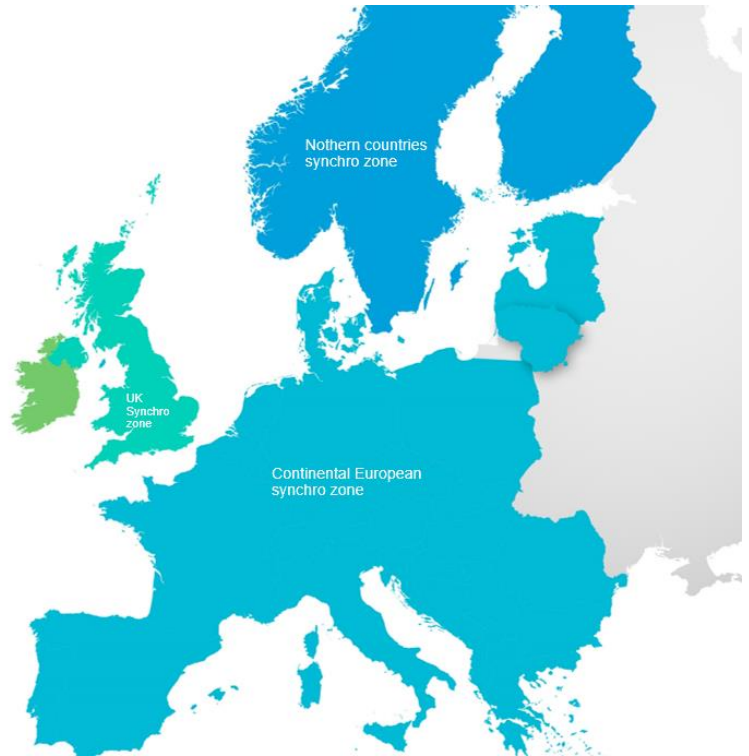 Nothern countries
synchro zone
UK
Synchro
zone
Continental European
synchro zone